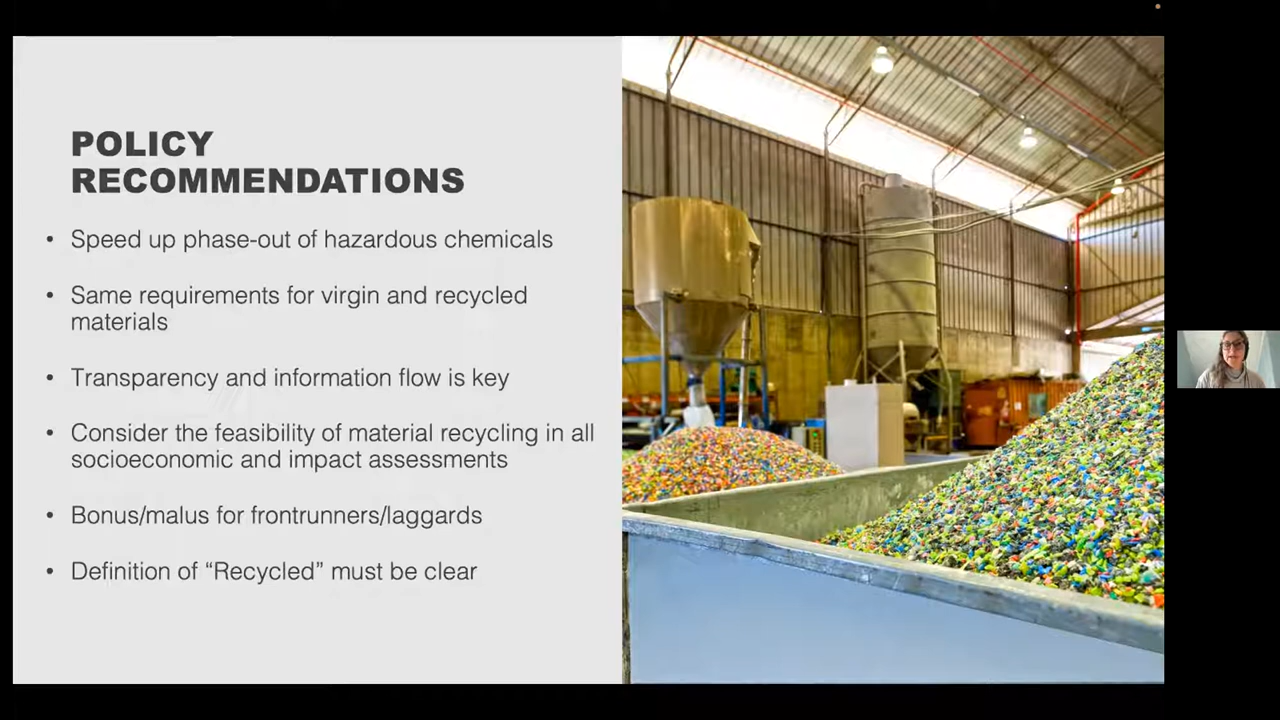 POLICY
RECOMMENDATIONS
• Speed up phase-out of hazardous chemicals
• Same requirements for virgin and recycled
materials
• Transparency and information flow is key
• Consider the feasibility of material recycling in all
socioeconomic and impact assessments
• Bonus/malus for frontrunners/laggards
• Definition of “Recycled” must be clear